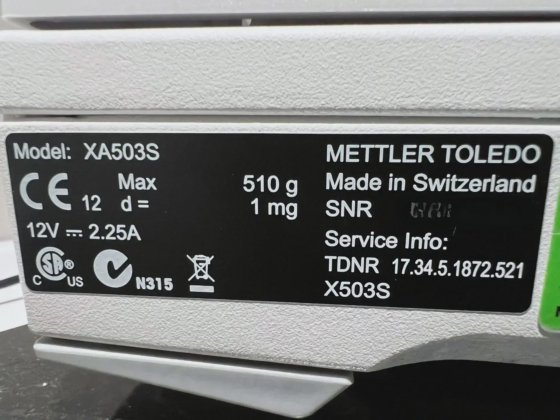 Model: XA503S
CE 12
Max 510 g
d = 1 mg
12V ⎓ 2.25A
C SA ® US
N315
METTLER TOLEDO
Made in Switzerland
SNR
Service Info:
TDNR 17.34.5.1872.521
X503S